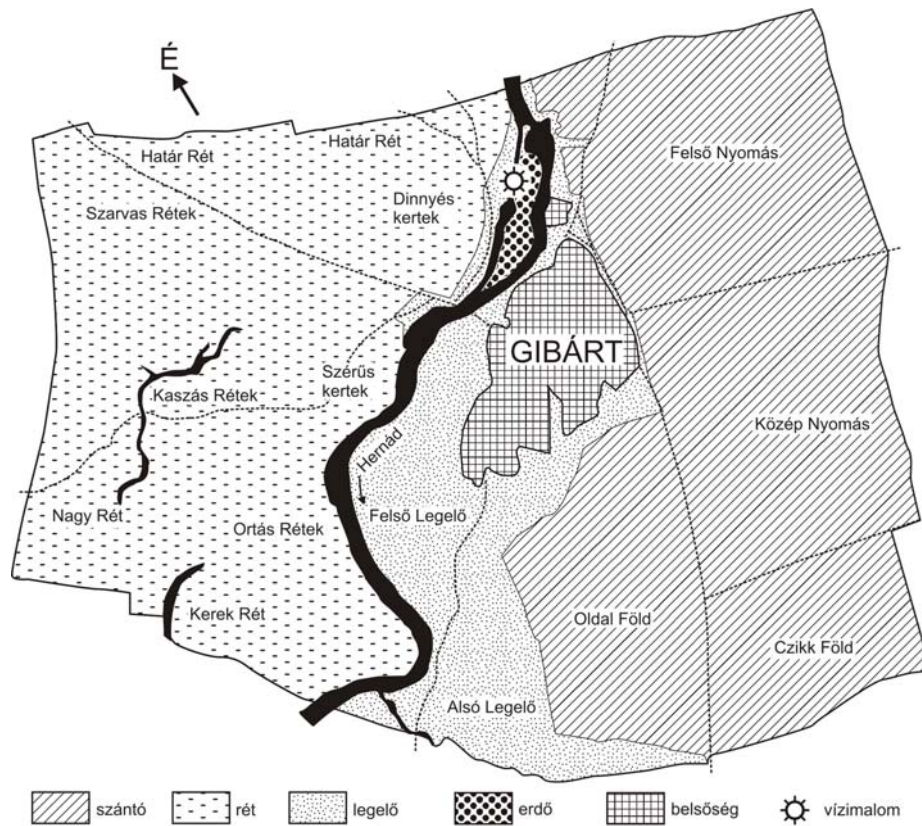 É
Határ Rét
Határ Rét
Felső Nyomás
Szarvas Rétek
Dinnyés
kertek
GIBÁRT
Szérűs
kertek
Kaszás Rétek
Közép Nyomás
Hernád
Nagy Rét
Ortás Rétek
Felső Legelő
Kerek Rét
Oldal Föld
Czikk Föld
Alsó Legelő
szántó
rét
legelő
erdő
belsőség
vízimalom